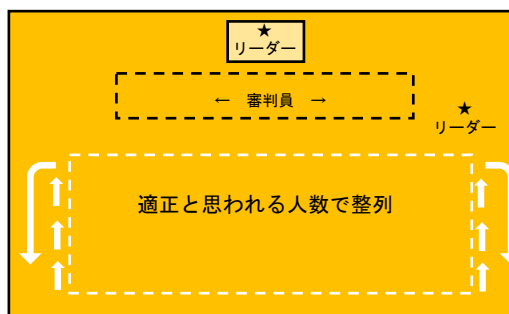 ★
リーダー
← 審判員 →
★
リーダー
適正と思われる人数で整列